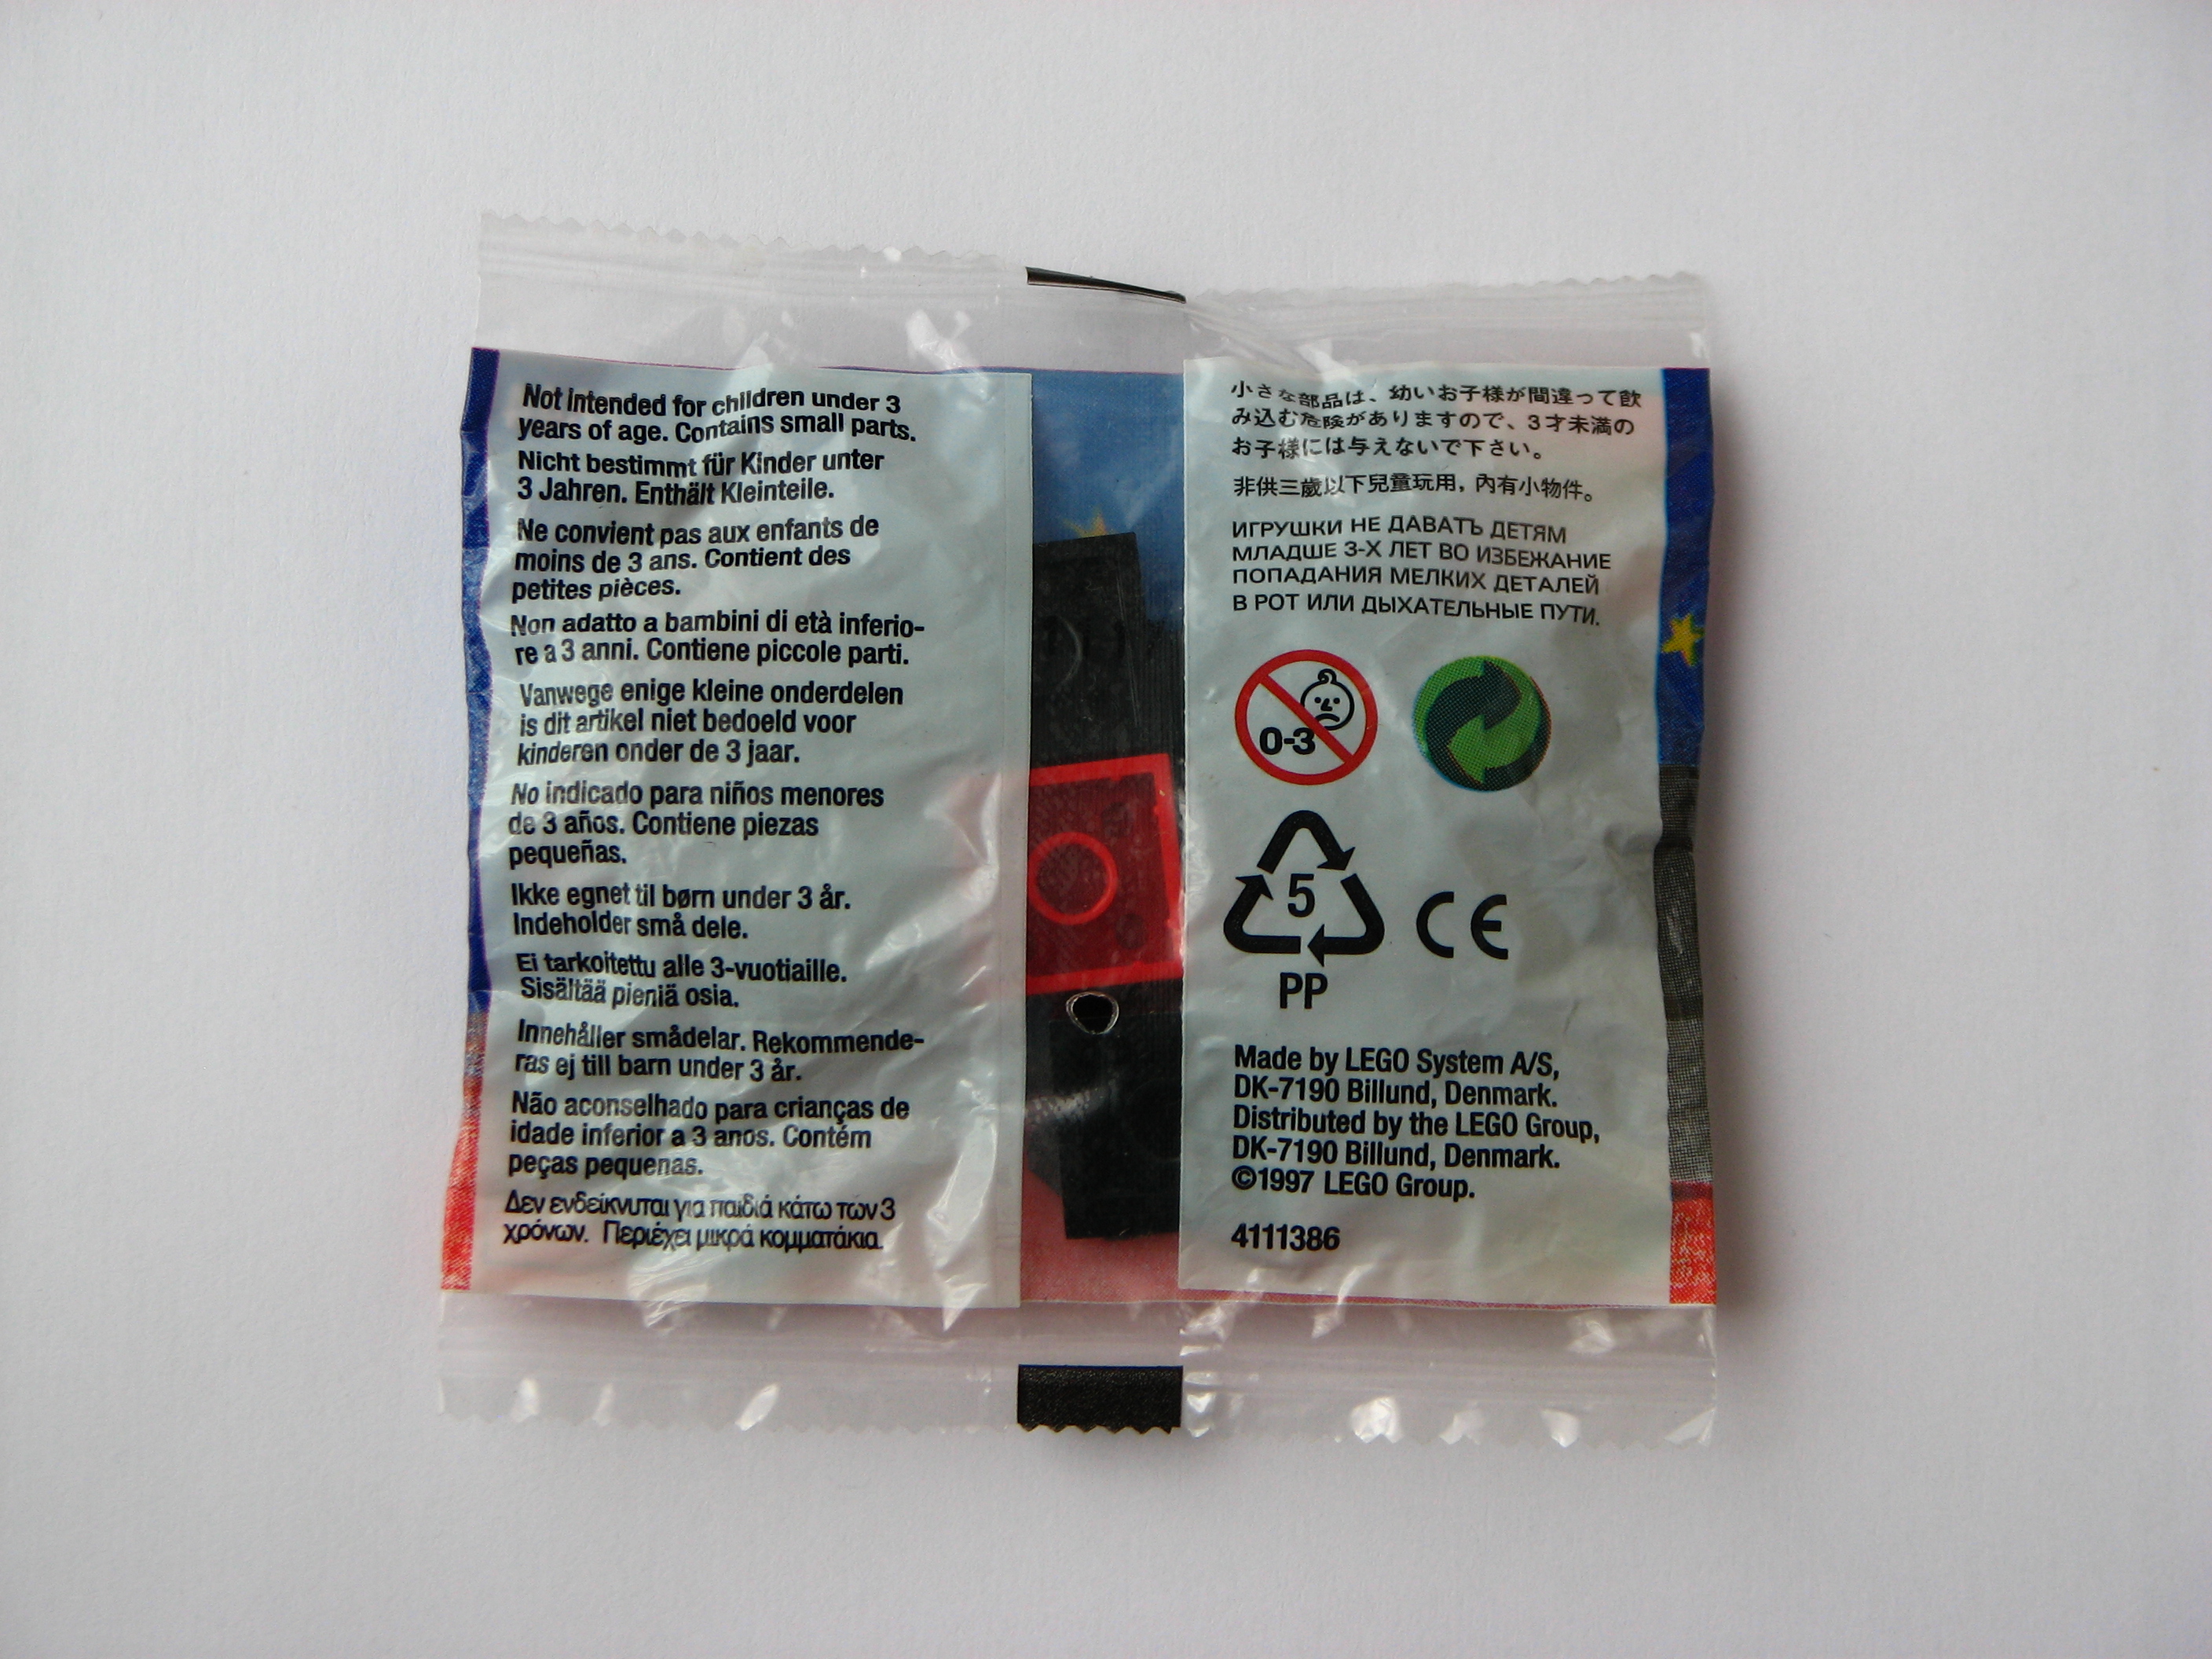 Not intended for children under 3
years of age. Contains small parts.
Nicht bestimmt für Kinder unter
3 Jahren. Enthält Kleinteile.
Ne convient pas aux enfants de
moins de 3 ans. Contient des
petites pièces.
Non adatto a bambini di età inferio-
re a 3 anni. Contiene piccole parti.
Vanwege enige kleine onderdelen
is dit artikel niet bedoeld voor
kinderen onder de 3 jaar.
No indicado para niños menores
de 3 años. Contiene piezas
pequeñas.
Ikke egnet til børn under 3 år.
Indeholder små dele.
Ei tarkoitettu alle 3-vuotiaille.
Sisältää pieniä osia.
Innehåller smådelar. Rekommende-
ras ej till barn under 3 år.
Não aconselhado para crianças de
idade inferior a 3 anos. Contém
peças pequenas.
Δεν ενδείκνυται για παιδιά κάτω των 3
χρόνων. Περιέχει μικρά κομματάκια.
小さな部品は、幼いお子様が間違って飲
み込む危険がありますので、3才未満の
お子様には与えないで下さい。
非供三歲以下兒童玩用，內有小物件。
ИГРУШКИ НЕ ДАВАТЪ ДЕТЯМ
МЛАДШЕ 3-Х ЛЕТ ВО ИЗБЕЖАНИЕ
ПОПАДАНИЯ МЕЛКИХ ДЕТАЛЕЙ
В РОТ ИЛИ ДЫХАТЕЛЬНЫЕ ПУТИ.
0-3
5
CE
PP
Made by LEGO System A/S,
DK-7190 Billund, Denmark.
Distributed by the LEGO Group,
DK-7190 Billund, Denmark.
©1997 LEGO Group.
4111386